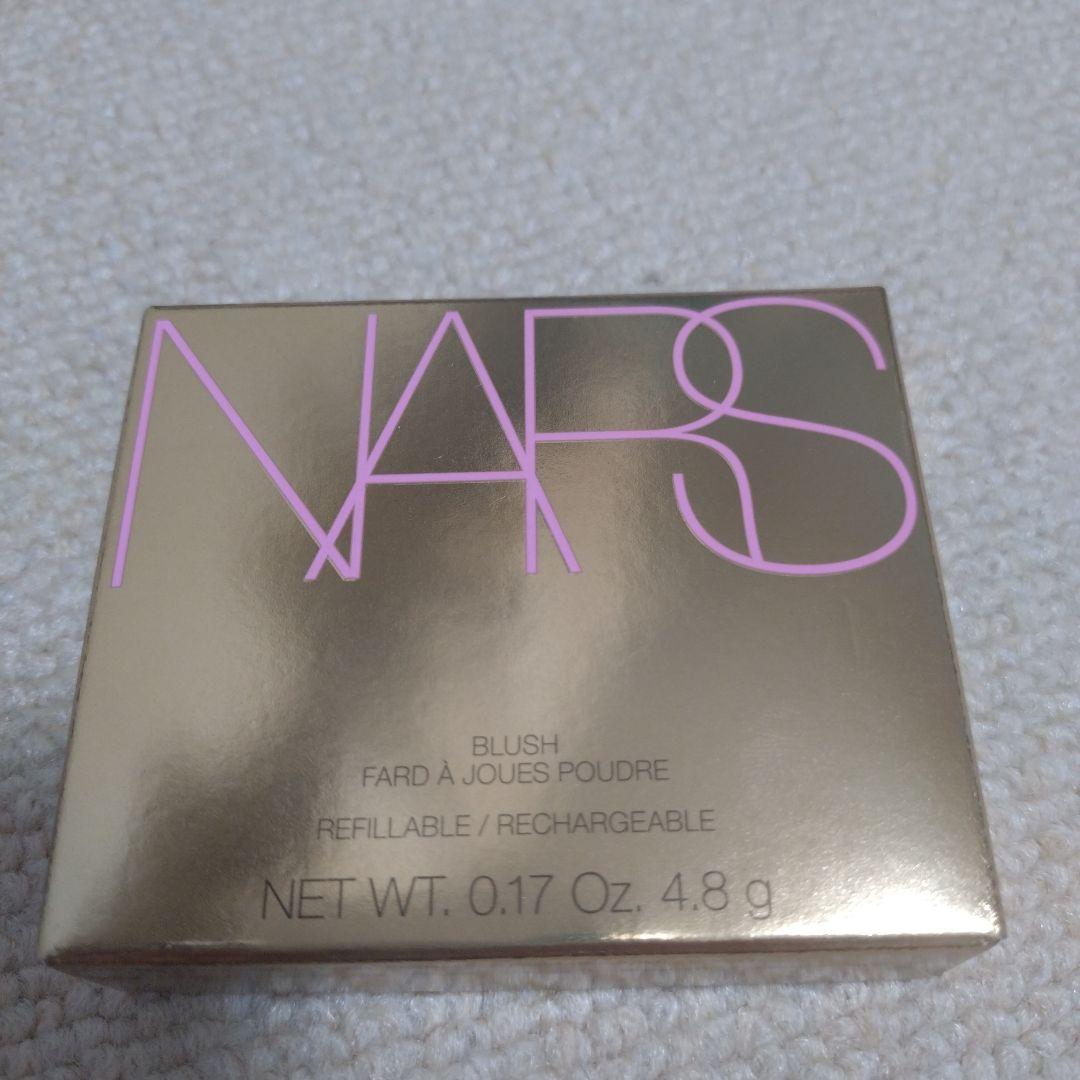 NARS
BLUSH
FARD À JOUES POUDRE
REFILLABLE / RECHARGEABLE
NET WT. 0.17 Oz. 4.8 g